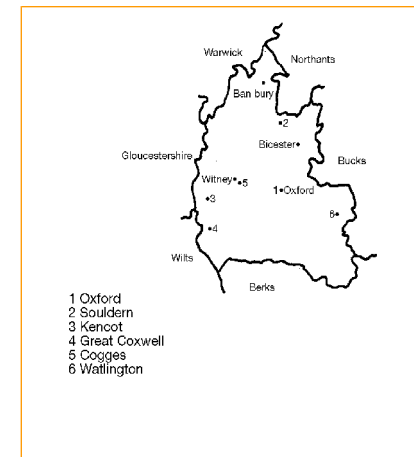 Warwick
Northants
Ban bury
2
Bicester
Gloucestershire
Bucks
Witney
5
1 Oxford
3
6
4
Wilts
Berks
1 Oxford
2 Souldern
3 Kencot
4 Great Coxwell
5 Cogges
6 Watlington